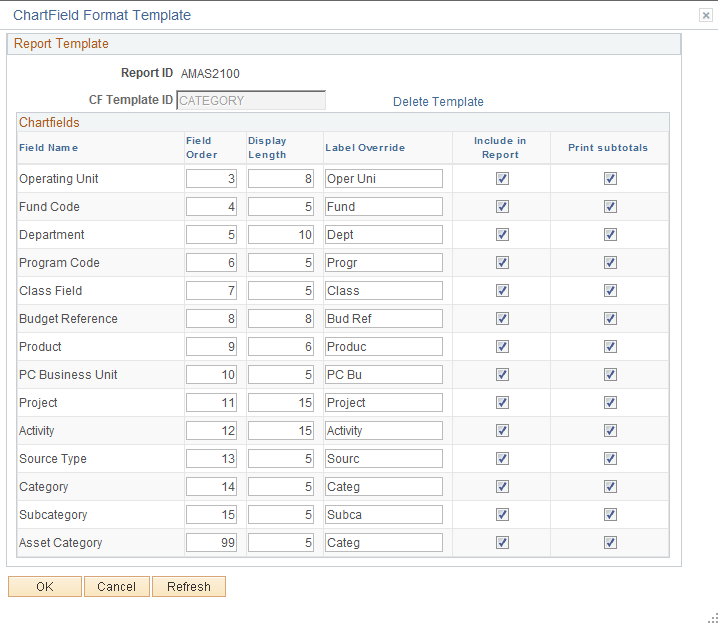 ChartField Format Template
Report Template
Report ID AMAS2100
CF Template ID CATEGORY Delete Template
Chartfields
Field Name Field Order Display Length Label Override Include in Report Print subtotals
Operating Unit 3 8 Oper Uni
Fund Code 4 5 Fund
Department 5 10 Dept
Program Code 6 5 Progr
Class Field 7 5 Class
Budget Reference 8 8 Bud Ref
Product 9 6 Produc
PC Business Unit 10 5 PC Bu
Project 11 15 Project
Activity 12 15 Activity
Source Type 13 5 Sourc
Category 14 5 Categ
Subcategory 15 5 Subca
Asset Category 99 5 Categ
OK Cancel Refresh